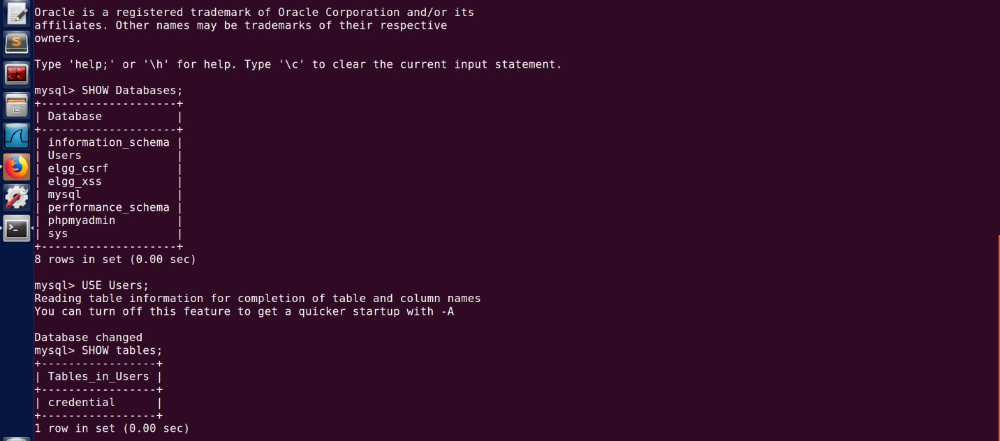 Oracle is a registered trademark of Oracle Corporation and/or its
affiliates. Other names may be trademarks of their respective
owners.
Type 'help;' or '\h' for help. Type '\c' to clear the current input statement.
mysql> SHOW Databases;
+--------------------+
| Database           |
+--------------------+
| information_schema |
| Users              |
| elgg_csrf          |
| elgg_xss           |
| mysql              |
| performance_schema |
| phpmyadmin         |
| sys                |
+--------------------+
8 rows in set (0.00 sec)
mysql> USE Users;
Reading table information for completion of table and column names
You can turn off this feature to get a quicker startup with -A
Database changed
mysql> SHOW tables;
+-----------------+
| Tables_in_Users |
+-----------------+
| credential      |
+-----------------+
1 row in set (0.00 sec)